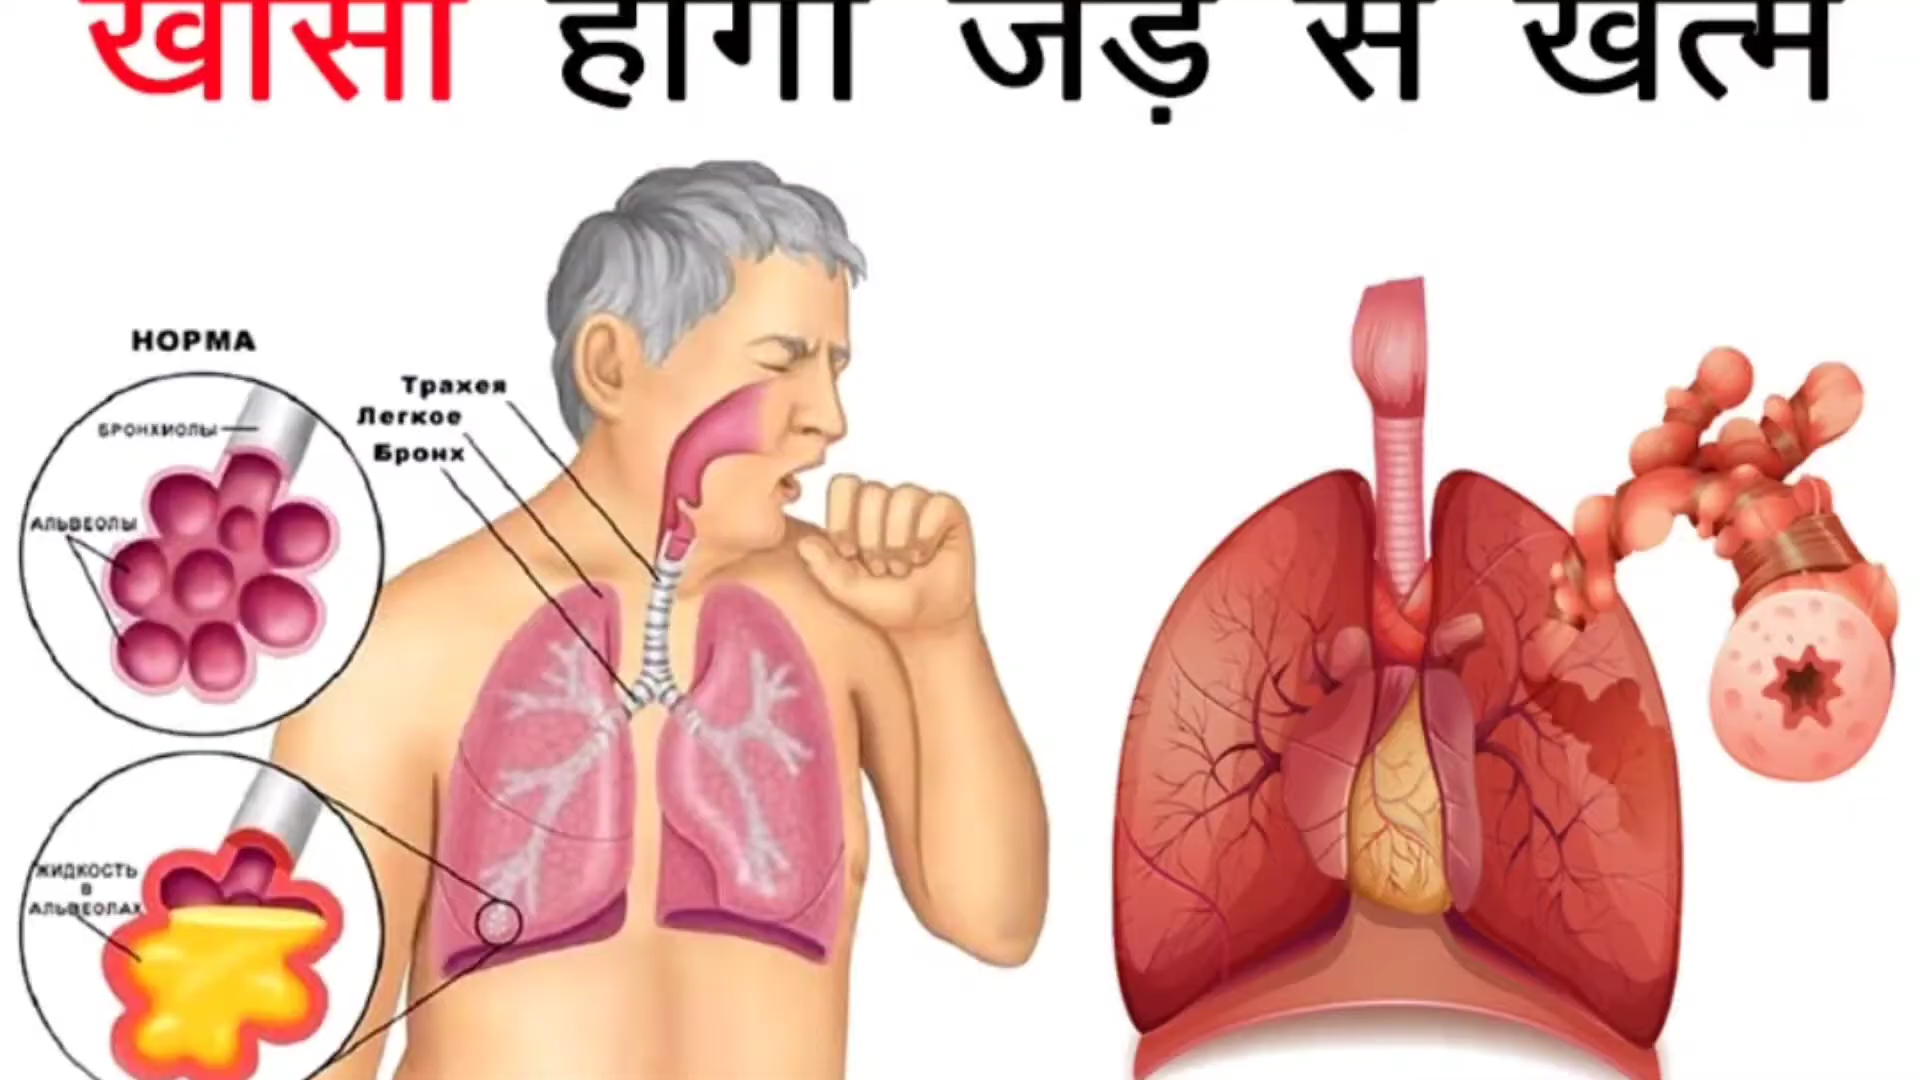 खांसी होगी जड़ से खत्म
НОРМА
Трахея
Легкое
Бронх
БРОНХИОЛЫ
АЛЬВЕОЛЫ
ЖИДКОСТЬ
В
АЛЬВЕОЛАХ